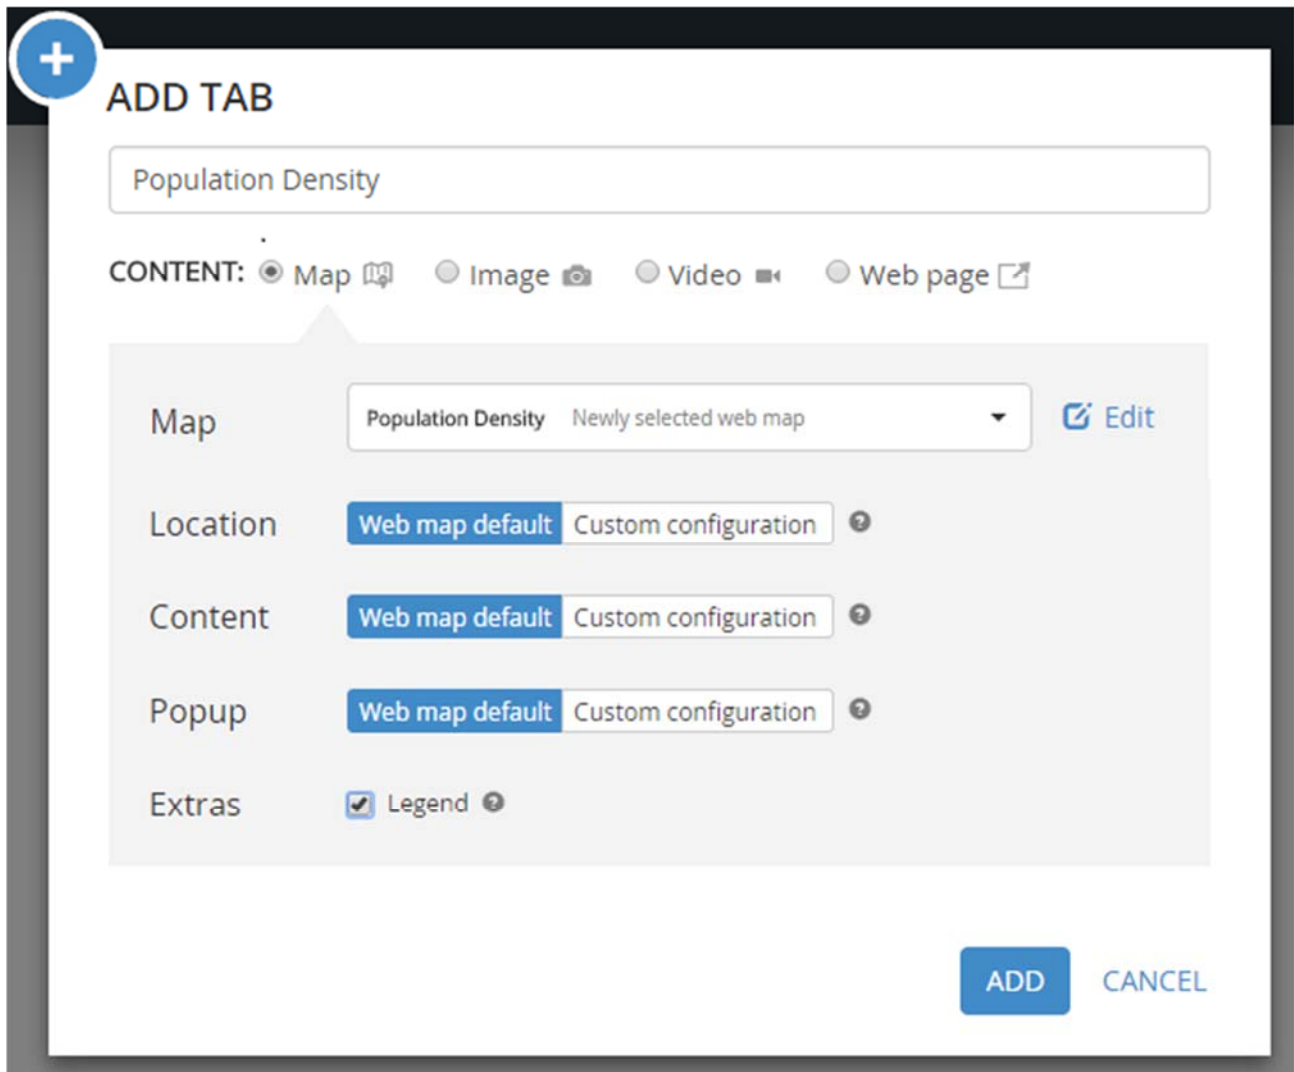 ADD TAB
Population Density
CONTENT: Map Image Video Web page
Map Population Density Newly selected web map Edit
Location Web map default Custom configuration
Content Web map default Custom configuration
Popup Web map default Custom configuration
Extras Legend
ADD CANCEL